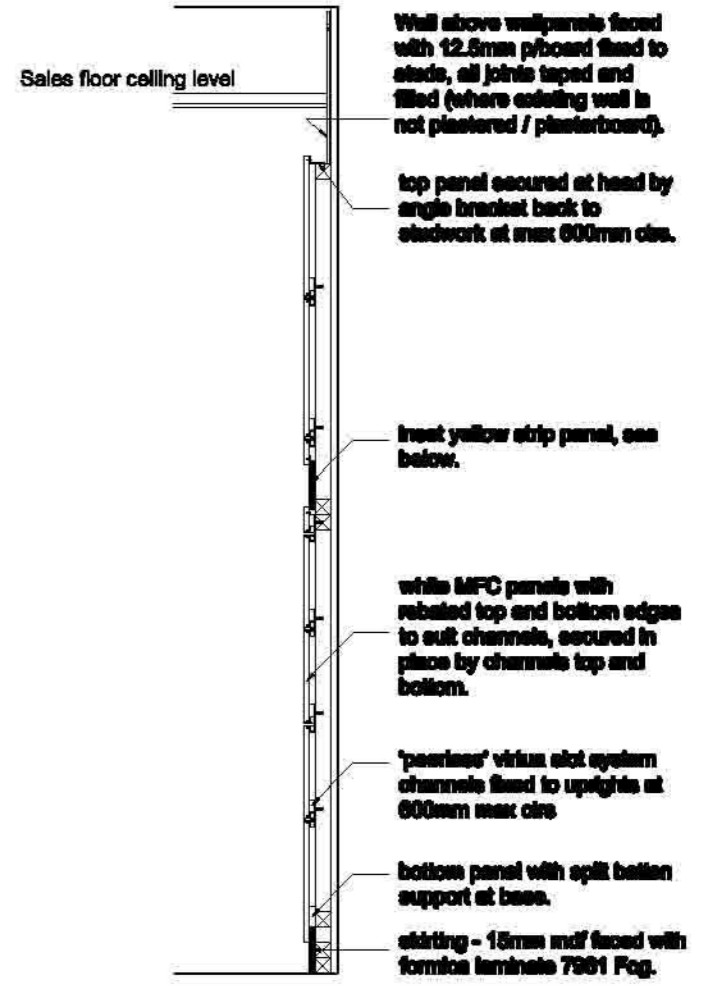 Wall above wallpanels faced
with 12.5mm p/board fixed to
studs, all joints taped and
filled (where existing wall is
not plastered / plasterboard).
Sales floor ceiling level
top panel secured at head by
angle bracket back to
studwork at max 600mm ctrs.
inset yellow strip panel, see
below.
white MFC panels with
rebated top and bottom edges
to suit channels, secured in
place by channels top and
bottom.
'peerless' slot system
channels fixed to uprights at
600mm max ctrs
bottom panel with split batten
support at base.
skirting - 15mm mdf faced with
formica laminate 7961 Fog.